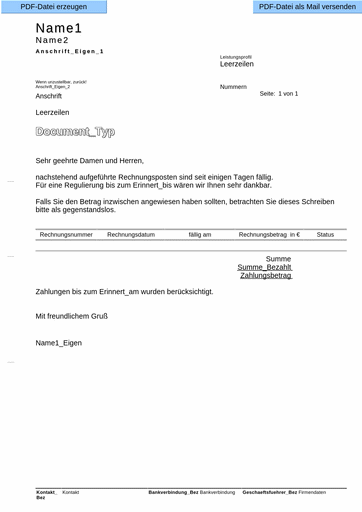 PDF-Datei erzeugen
PDF-Datei als Mail versenden
Name1
Name2
Anschrift_Eigen_1
Leistungsprofil
Leerzeilen
Wenn unzustellbar, zurück!
Anschrift_Eigen_2
Nummern
Anschrift
Seite: 1 von 1
Leerzeilen
Document_Typ
Sehr geehrte Damen und Herren,
nachstehend aufgeführte Rechnungsposten sind seit einigen Tagen fällig.
Für eine Regulierung bis zum Erinnert_bis wären wir Ihnen sehr dankbar.
Falls Sie den Betrag inzwischen angewiesen haben sollten, betrachten Sie dieses Schreiben
bitte als gegenstandslos.
Rechnungsnummer Rechnungsdatum fällig am Rechnungsbetrag in € Status
Summe
Summe_Bezahlt
Zahlungsbetrag
Zahlungen bis zum Erinnert_am wurden berücksichtigt.
Mit freundlichem Gruß
Name1_Eigen
Kontakt_ Kontakt Bankverbindung_Bez Bankverbindung Geschaeftsfuehrer_Bez Firmendaten
Bez